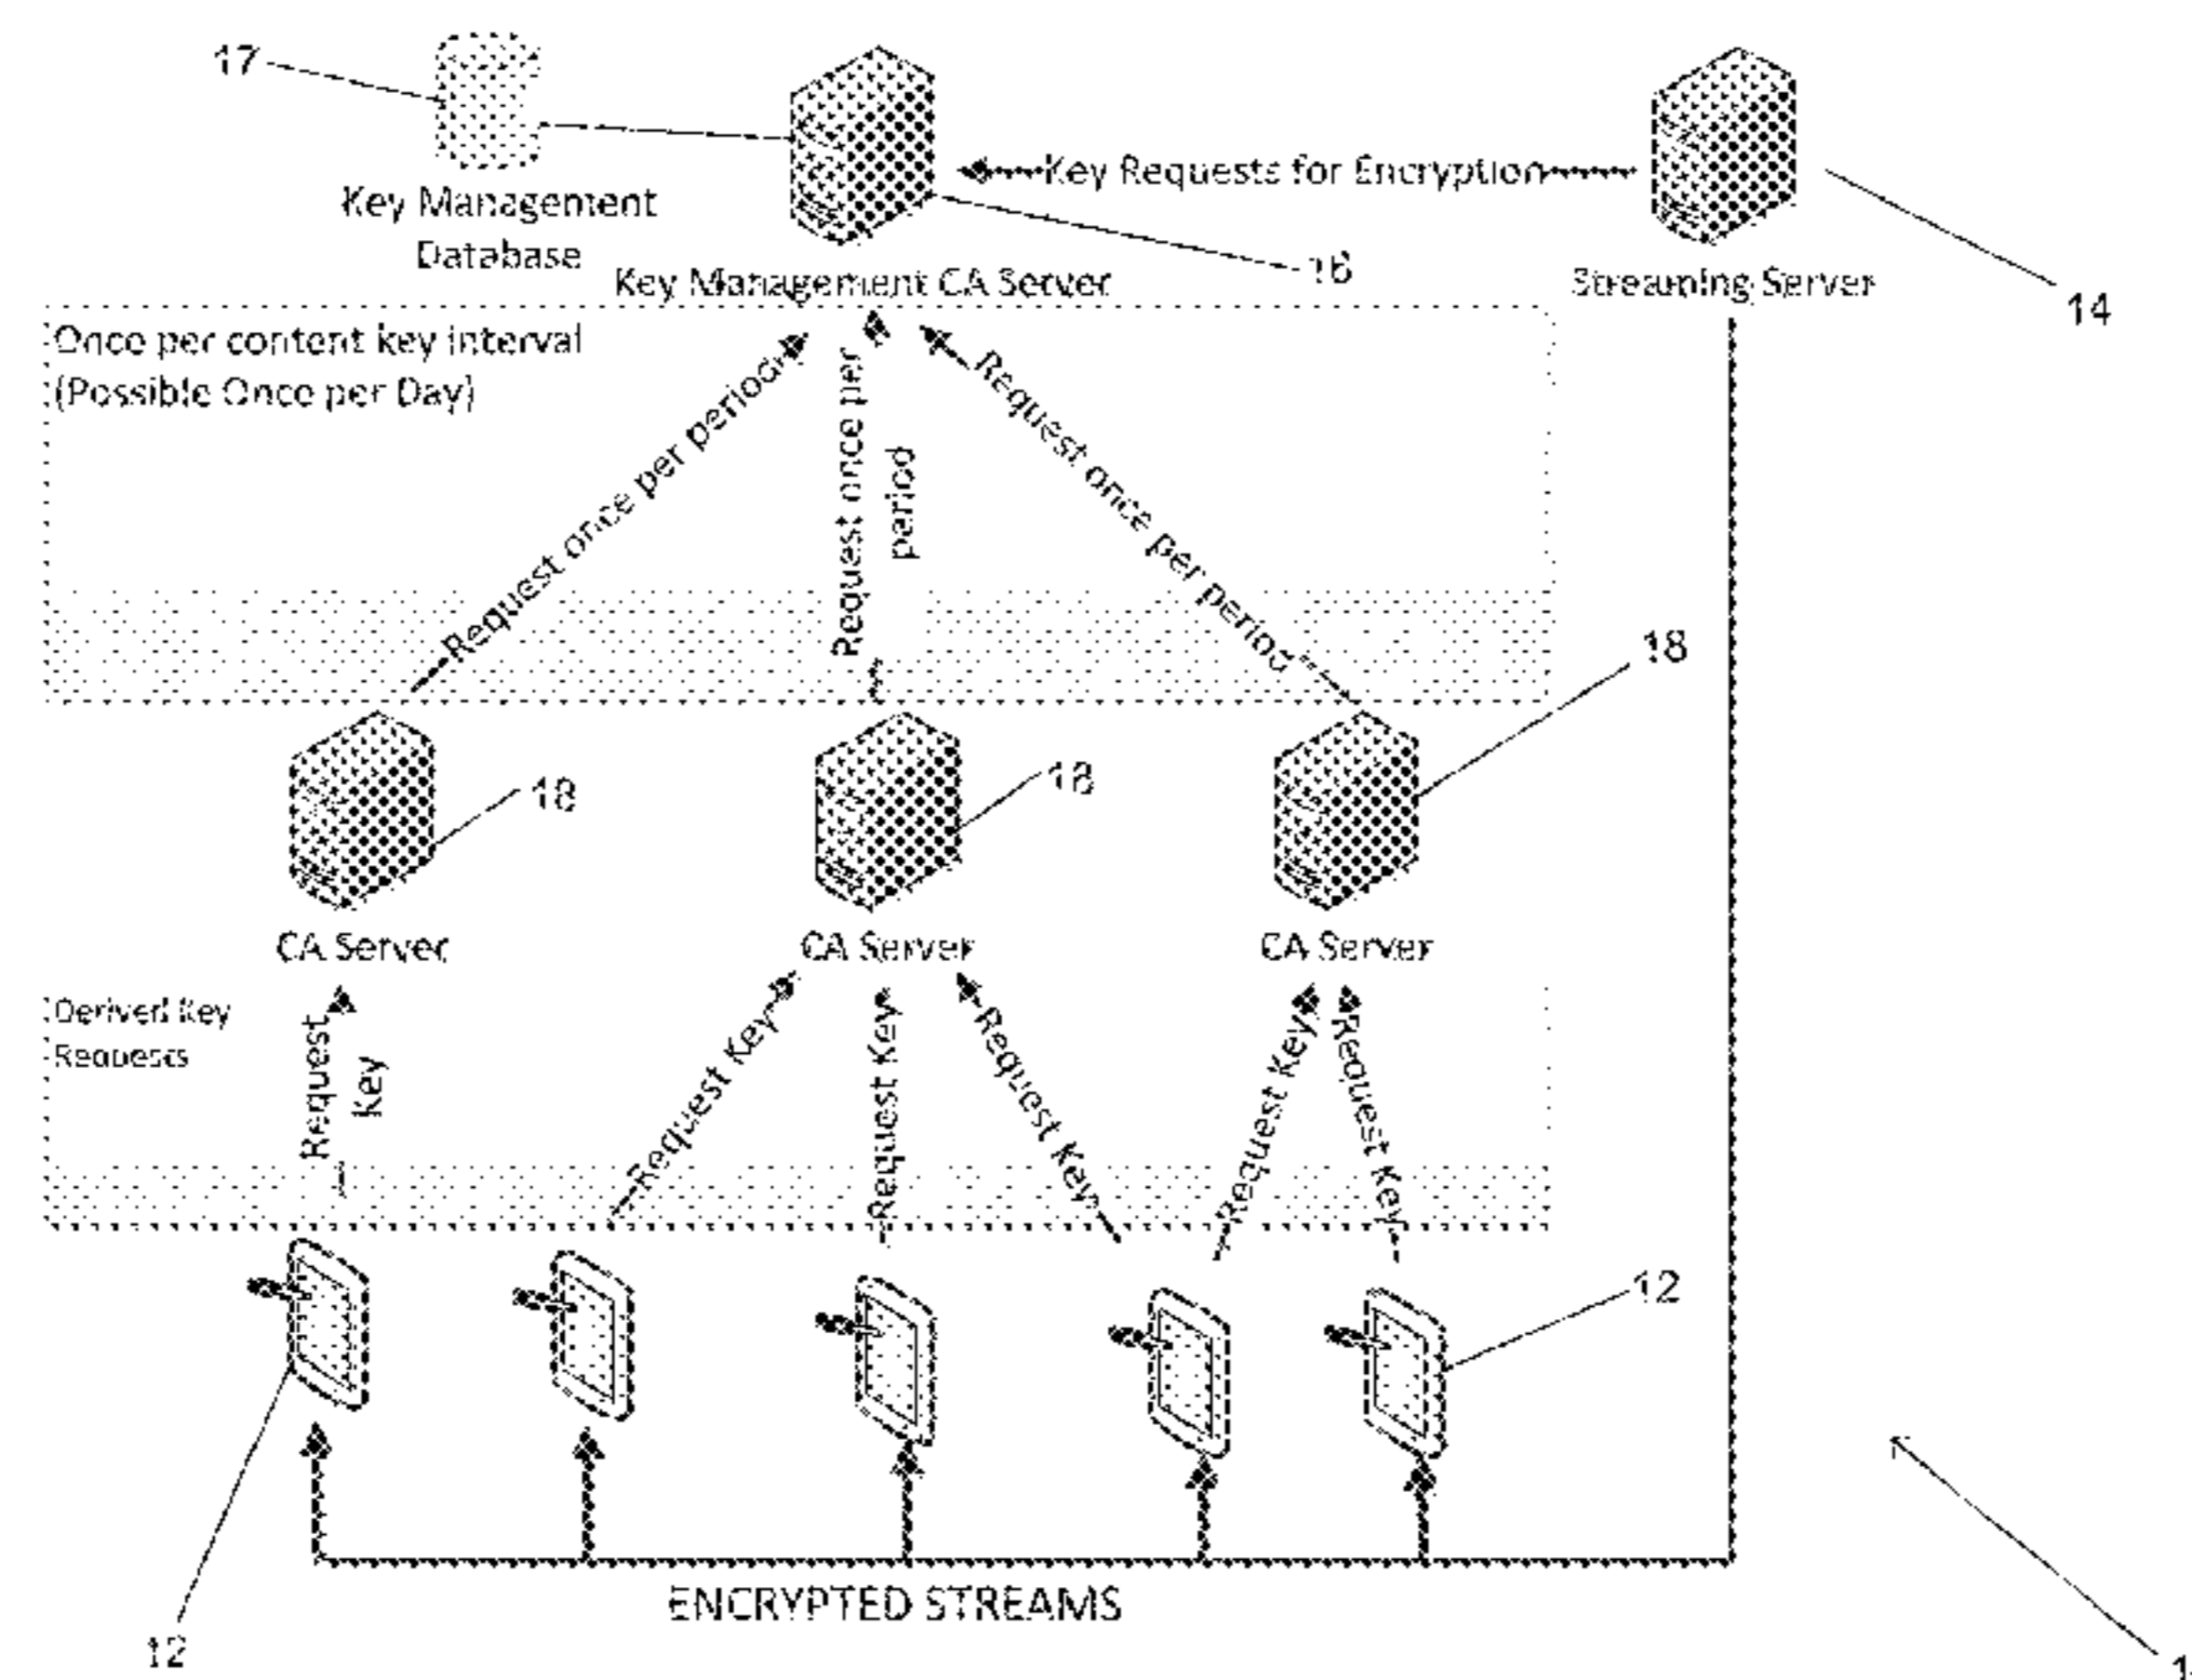 17
Key Management
Database
Key Requests for Encryption
16
Key Management CA Server
Streaming Server
14
Once per content key interval
(Possible Once per Day)
Request once per period
Request once per
period
Request once per period
18
18
18
CA Server
CA Server
CA Server
Derived Key
Requests
Request
Key
Request Key
Request Key
Request Key
Request Key
Request Key
12
ENCRYPTED STREAMS
12